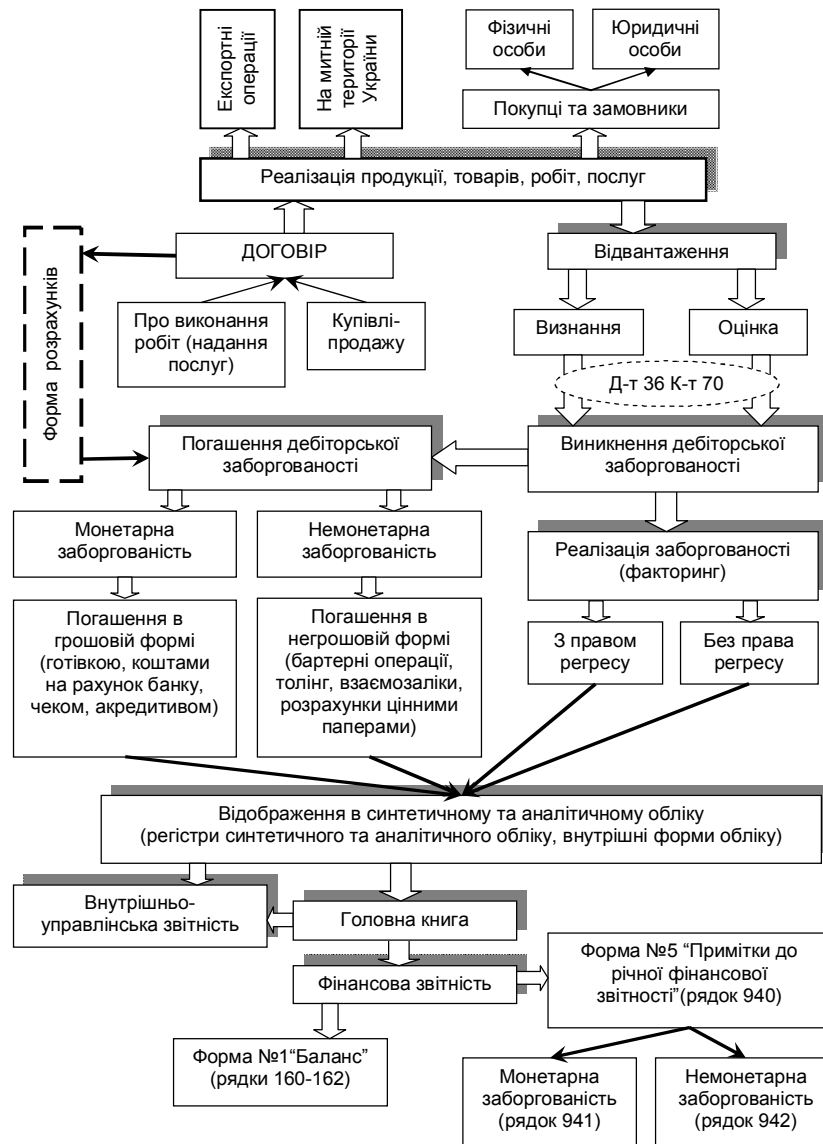 Експортні
операції
На митній
території
України
Фізичні
особи
Юридичні
особи
Покупці та замовники
Реалізація продукції, товарів, робіт, послуг
ДОГОВІР
Відвантаження
Форма розрахунків
Про виконання
робіт (надання
послуг)
Купівлі-
продажу
Визнання
Оцінка
Д-т 36 К-т 70
Погашення дебіторської
заборгованості
Виникнення дебіторської
заборгованості
Монетарна
заборгованість
Немонетарна
заборгованість
Реалізація заборгованості
(факторинг)
Погашення в
грошовій формі
(готівкою, коштами
на рахунок банку,
чеком, акредитивом)
Погашення в
негрошовій формі
(бартерні операції,
толінг, взаємозаліки,
розрахунки цінними
паперами)
З правом
регресу
Без права
регресу
Відображення в синтетичному та аналітичному обліку
(регістри синтетичного та аналітичного обліку, внутрішні форми обліку)
Внутрішньо-
управлінська звітність
Головна книга
Фінансова звітність
Форма №5 “Примітки до
річної фінансової
звітності”(рядок 940)
Форма №1“Баланс”
(рядки 160-162)
Монетарна
заборгованість
(рядок 941)
Немонетарна
заборгованість
(рядок 942)